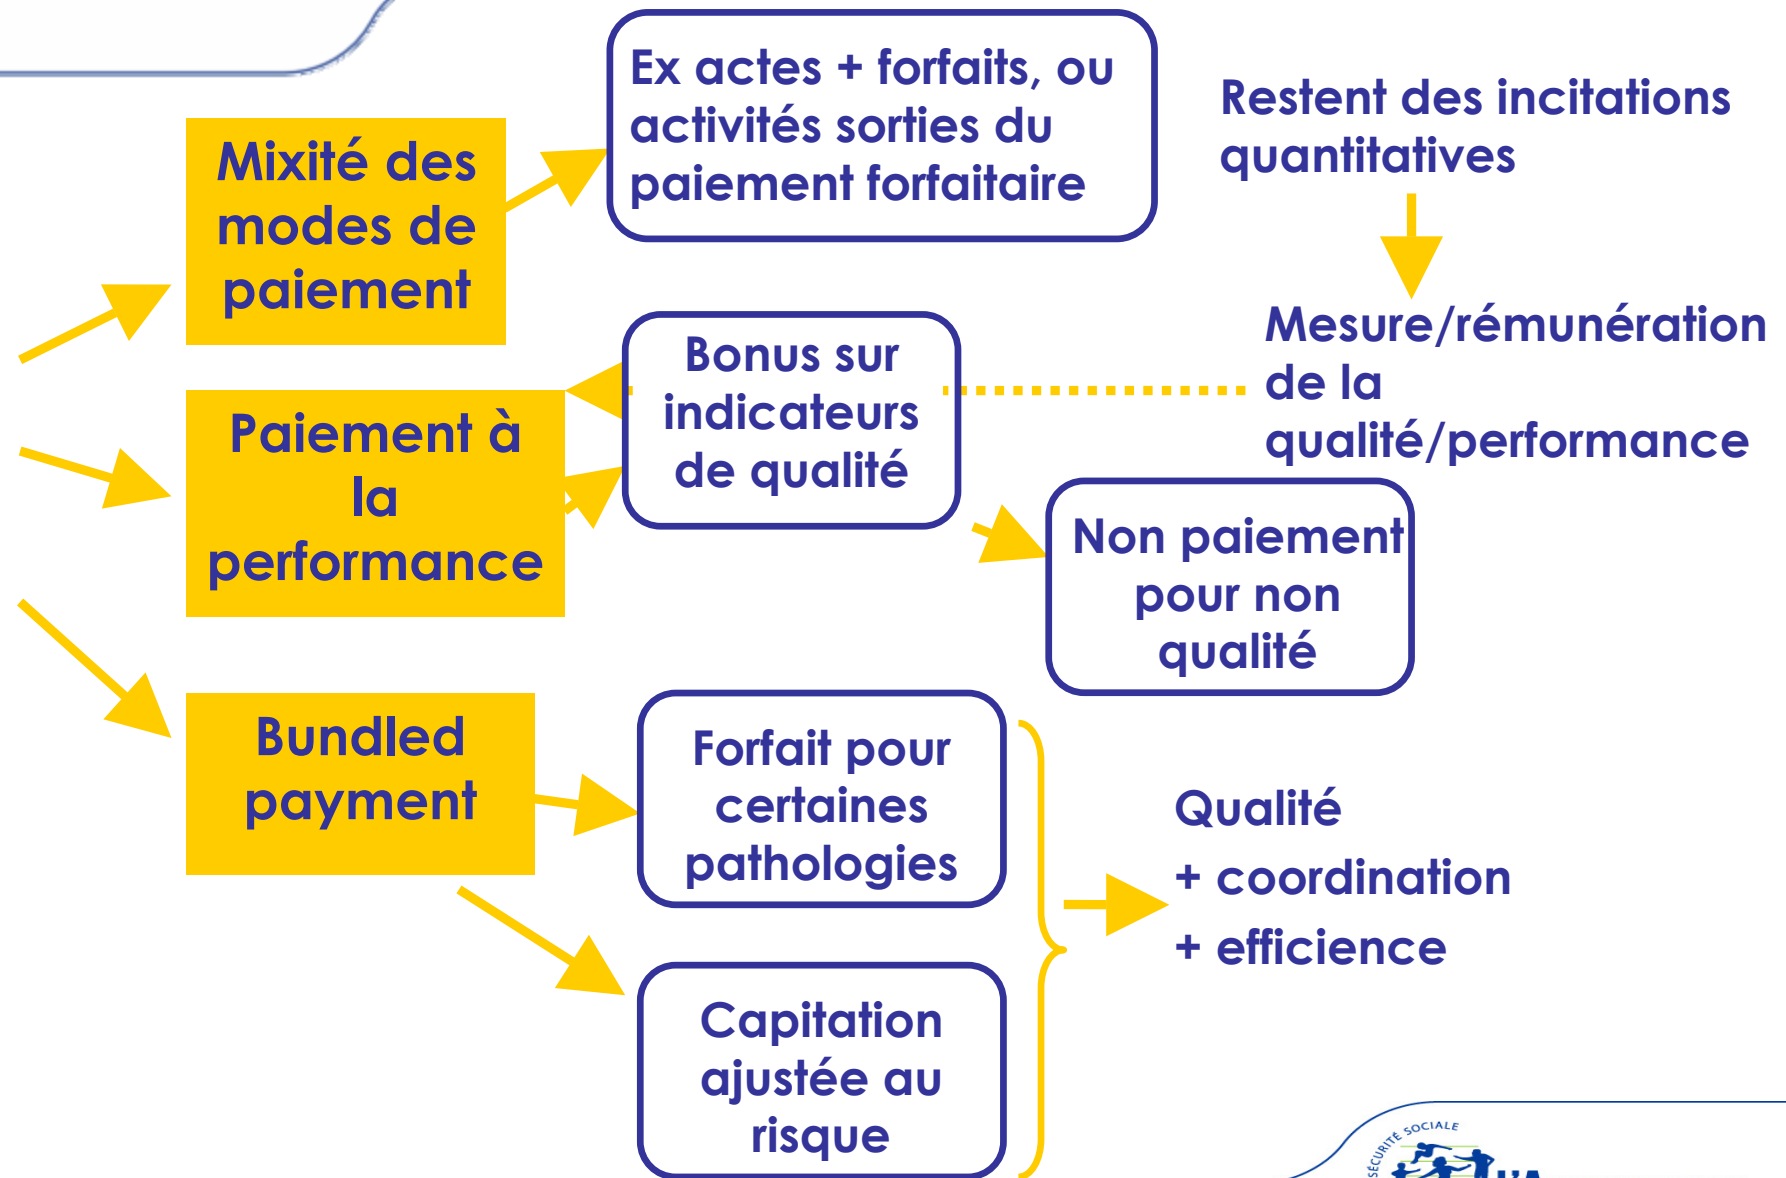 Ex actes + forfaits, ou
activités sorties du
paiement forfaitaire
Restent des incitations
quantitatives
Mixité des
modes de
paiement
Mesure/rémunération
de la
qualité/performance
Bonus sur
indicateurs
de qualité
Paiement à
la
performance
Non paiement
pour non
qualité
Bundled
payment
Forfait pour
certaines
pathologies
Qualité
+ coordination
+ efficience
Capitation
ajustée au
risque
SÉCURITÉ SOCIALE